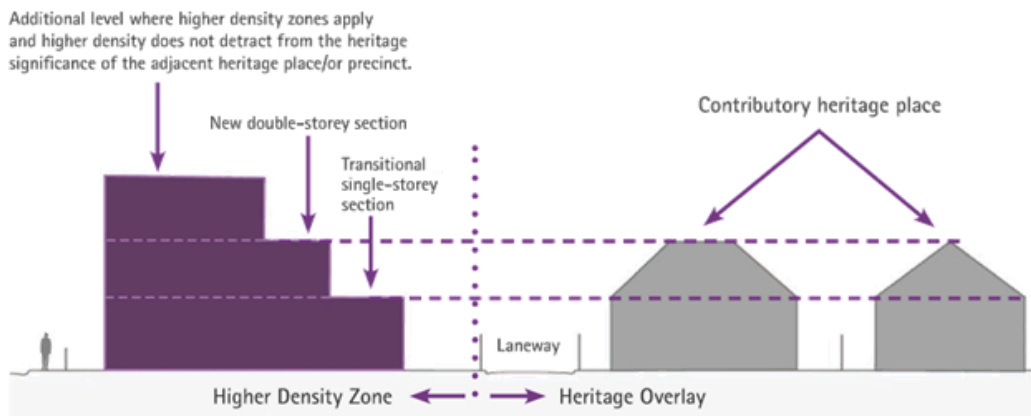 Additional level where higher density zones apply
and higher density does not detract from the heritage
significance of the adjacent heritage place/or precinct.
New double-storey section
Transitional
single-storey
section
Contributory heritage place
Laneway
Higher Density Zone
Heritage Overlay